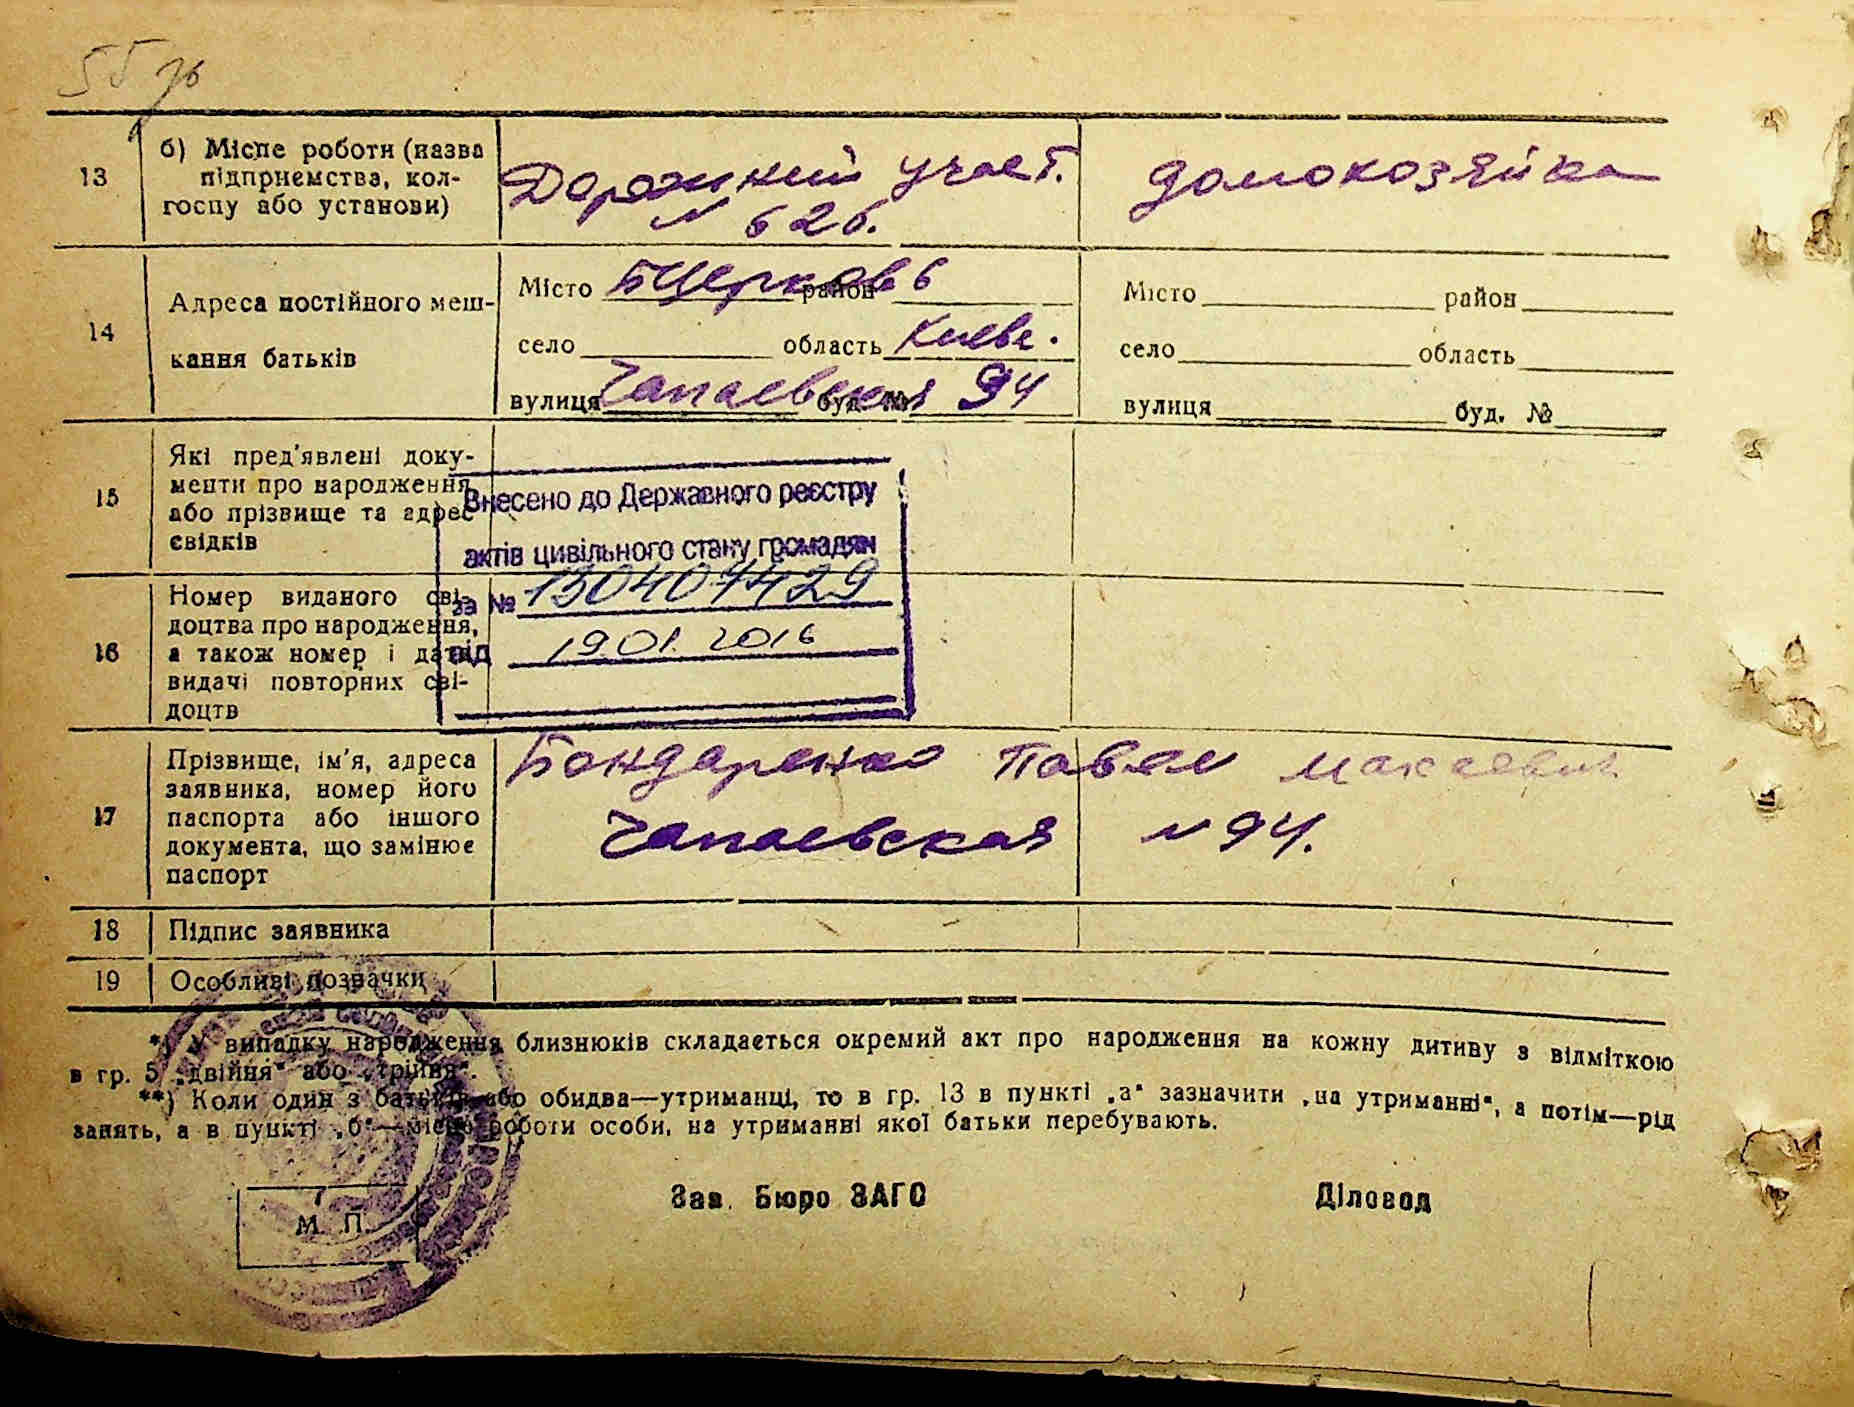 55 зв
13
б) Місце роботи (назва
підприємства, кол-
госпу або установи)
Дорожний участ.
N 626.
домохозяйка
14
Адреса постійного меш-
кання батьків
Місто Б Церковь район
село область Киевс.
вулиця Чапаевская буд. № 94
Місто район
село область
вулиця буд. №
15
Які пред'явлені доку-
менти про народження
або прізвище та адрес
свідків
Внесено до Державного реєстру
актів цивільного стану громадян
за № 130407429
від 19.01.2016
16
Номер виданого сві-
доцтва про народження,
а також номер і дата
видачі повторних сві-
доцтв
17
Прізвище, ім'я, адреса
заявника, номер його
паспорта або іншого
документа, що замінює
паспорт
Бондаренко Павел
Чапаевская N 94.
18
Підпис заявника
19
Особливі позначки
*) У випадку народження близнюків складається окремий акт про народження на кожну дитину з відміткою
в гр. 5 „двійня“ або „трійня“.
**) Коли один з батьків або обидва—утриманці, то в гр. 13 в пункті „а“ зазначити „на утриманні“, а потім—рід
занять, а в пункті „б“—місце роботи особи, на утриманні якої батьки перебувають.
М. П.
Зав. Бюро ЗАГС
Діловод